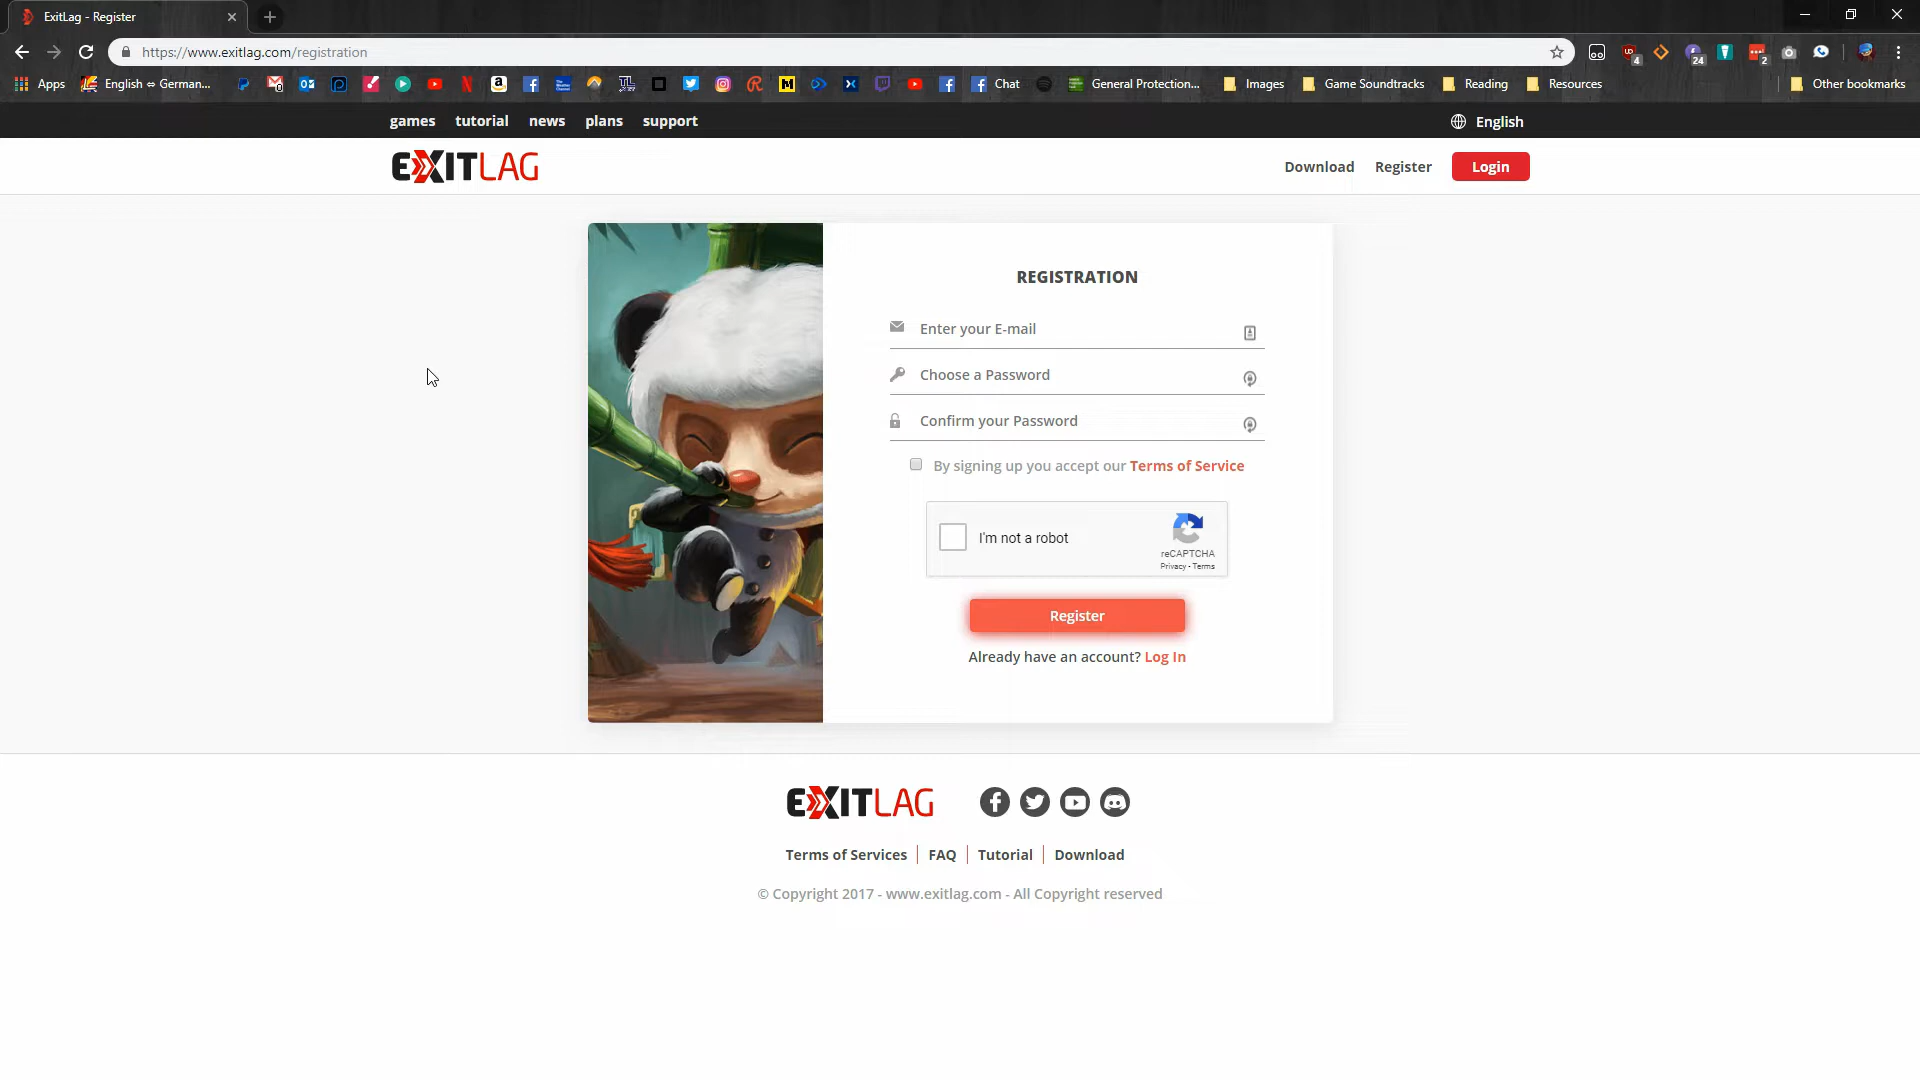 ExitLag - Register
https://www.exitlag.com/registration
4
24
2
Apps
English ⇔ German...
Chat
General Protection...
Images
Game Soundtracks
Reading
Resources
Other bookmarks
games
tutorial
news
plans
support
English
EXITLAG
Download
Register
Login
REGISTRATION
Enter your E-mail
Choose a Password
Confirm your Password
By signing up you accept our Terms of Service
I'm not a robot
reCAPTCHA
Privacy - Terms
Register
Already have an account? Log In
EXITLAG
Terms of Services
FAQ
Tutorial
Download
© Copyright 2017 - www.exitlag.com - All Copyright reserved